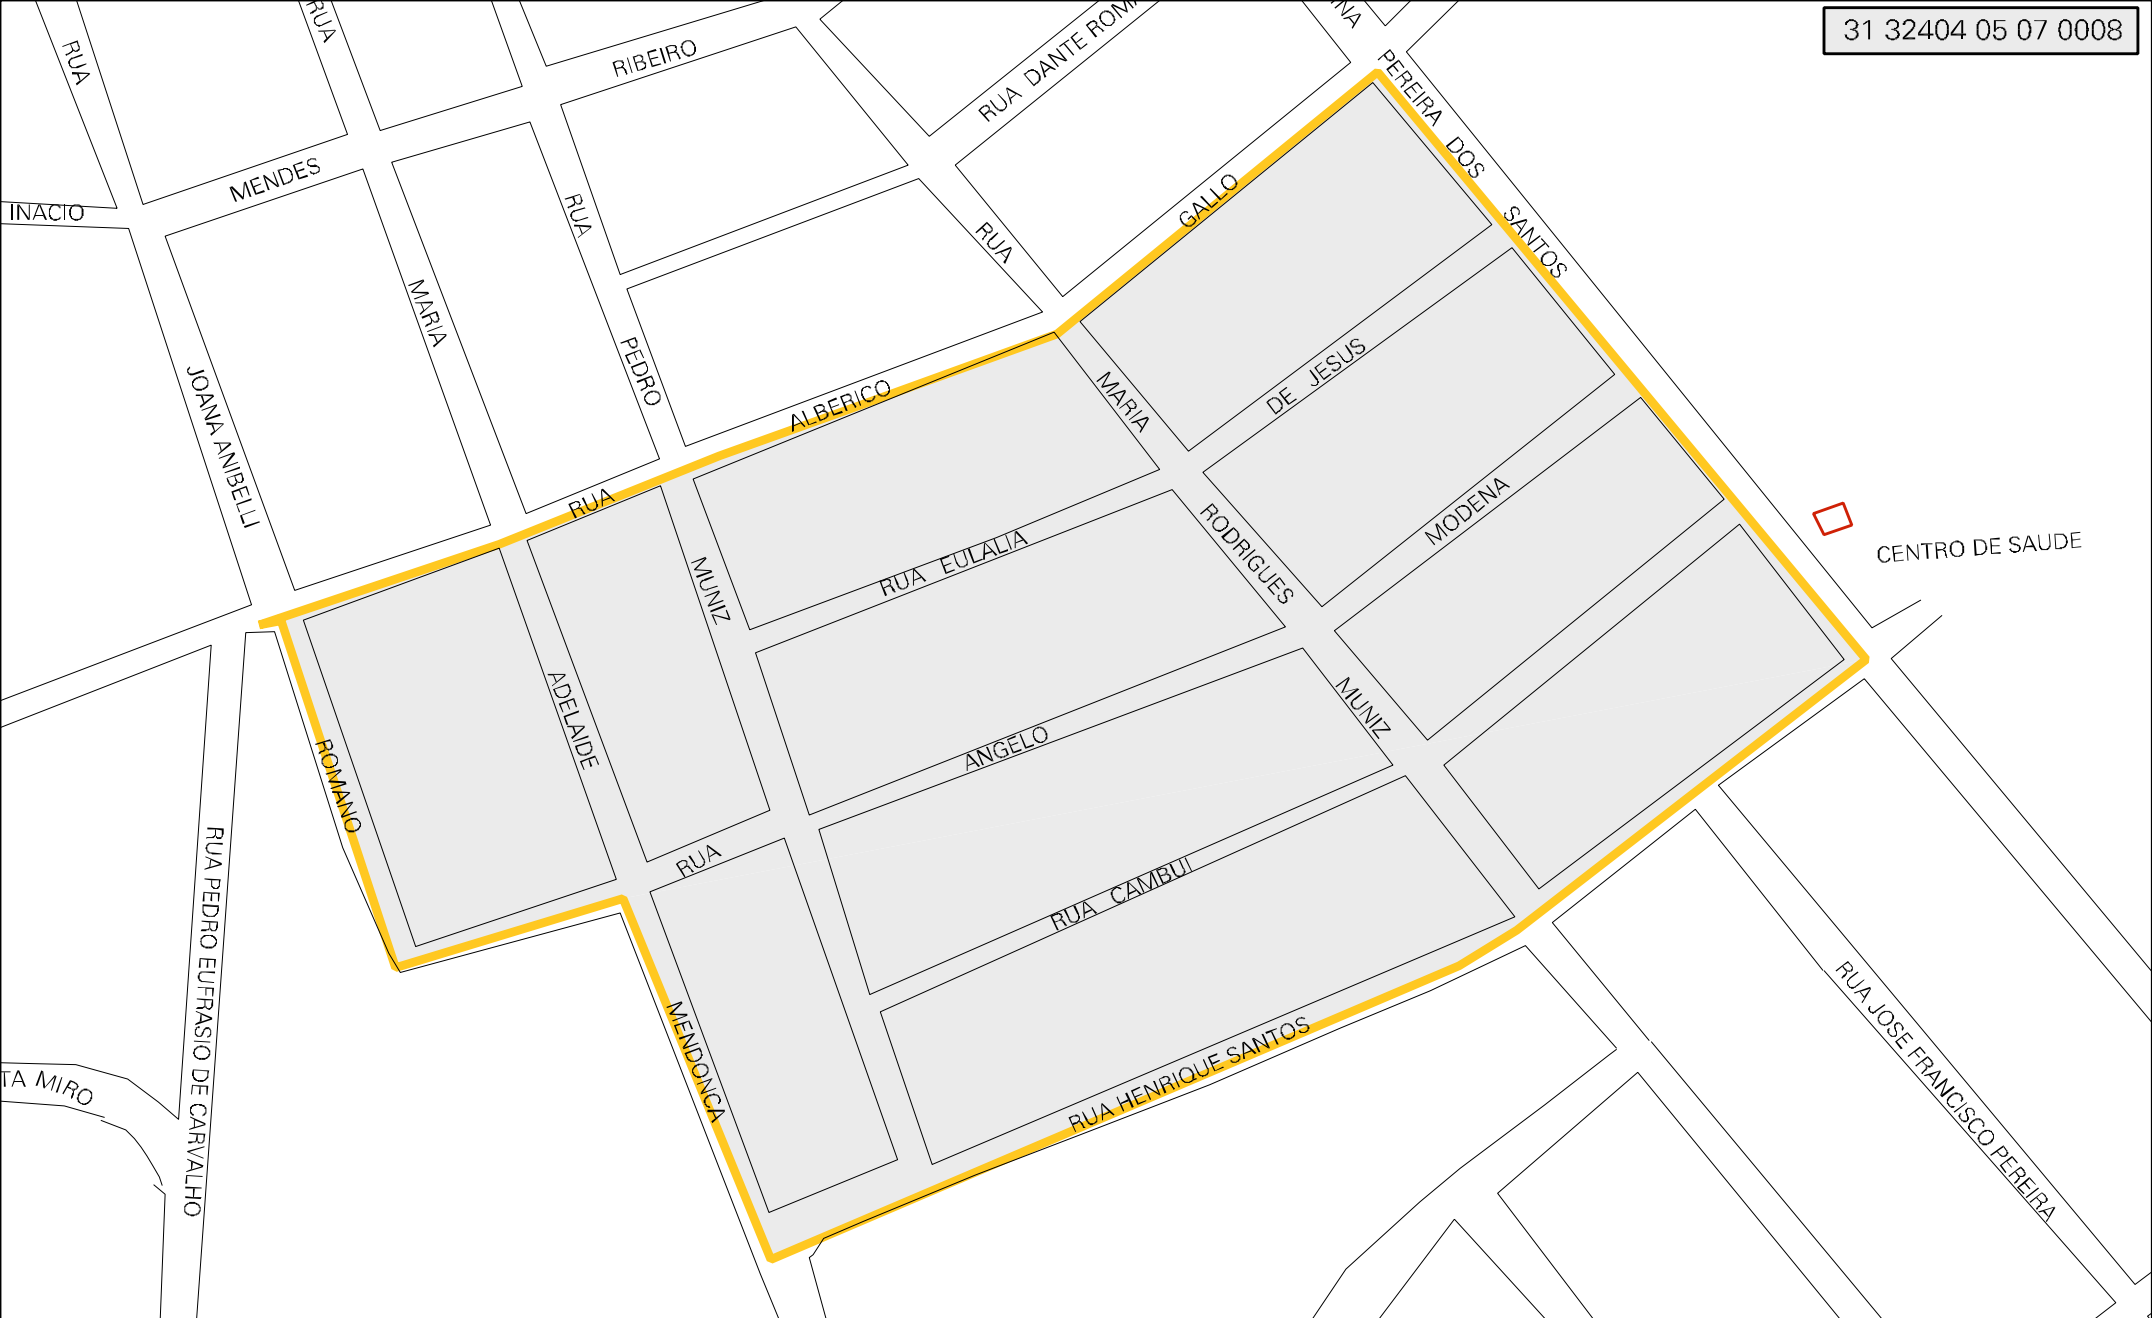 31 32404 05 07 0008
RUA
RUA
RIBEIRO
RUA DANTE
PEREIRA DOS SANTOS
MENDES
INACIO
RUA
RUA
GALLO
MARIA
PEDRO
JOANA ANIBELLI
ALBERICO
MARIA
DE JESUS
RUA
RUA EULALIA
RODRIGUES
MODENA
CENTRO DE SAUDE
MUNIZ
ADELAIDE
MUNIZ
ROMANO
ANGELO
RUA
RUA CAMBUI
RUA PEDRO EUFRASIO DE CARVALHO
MENDONCA
RUA HENRIQUE SANTOS
RUA JOSE FRANCISCO PEREIRA
TA MIRO